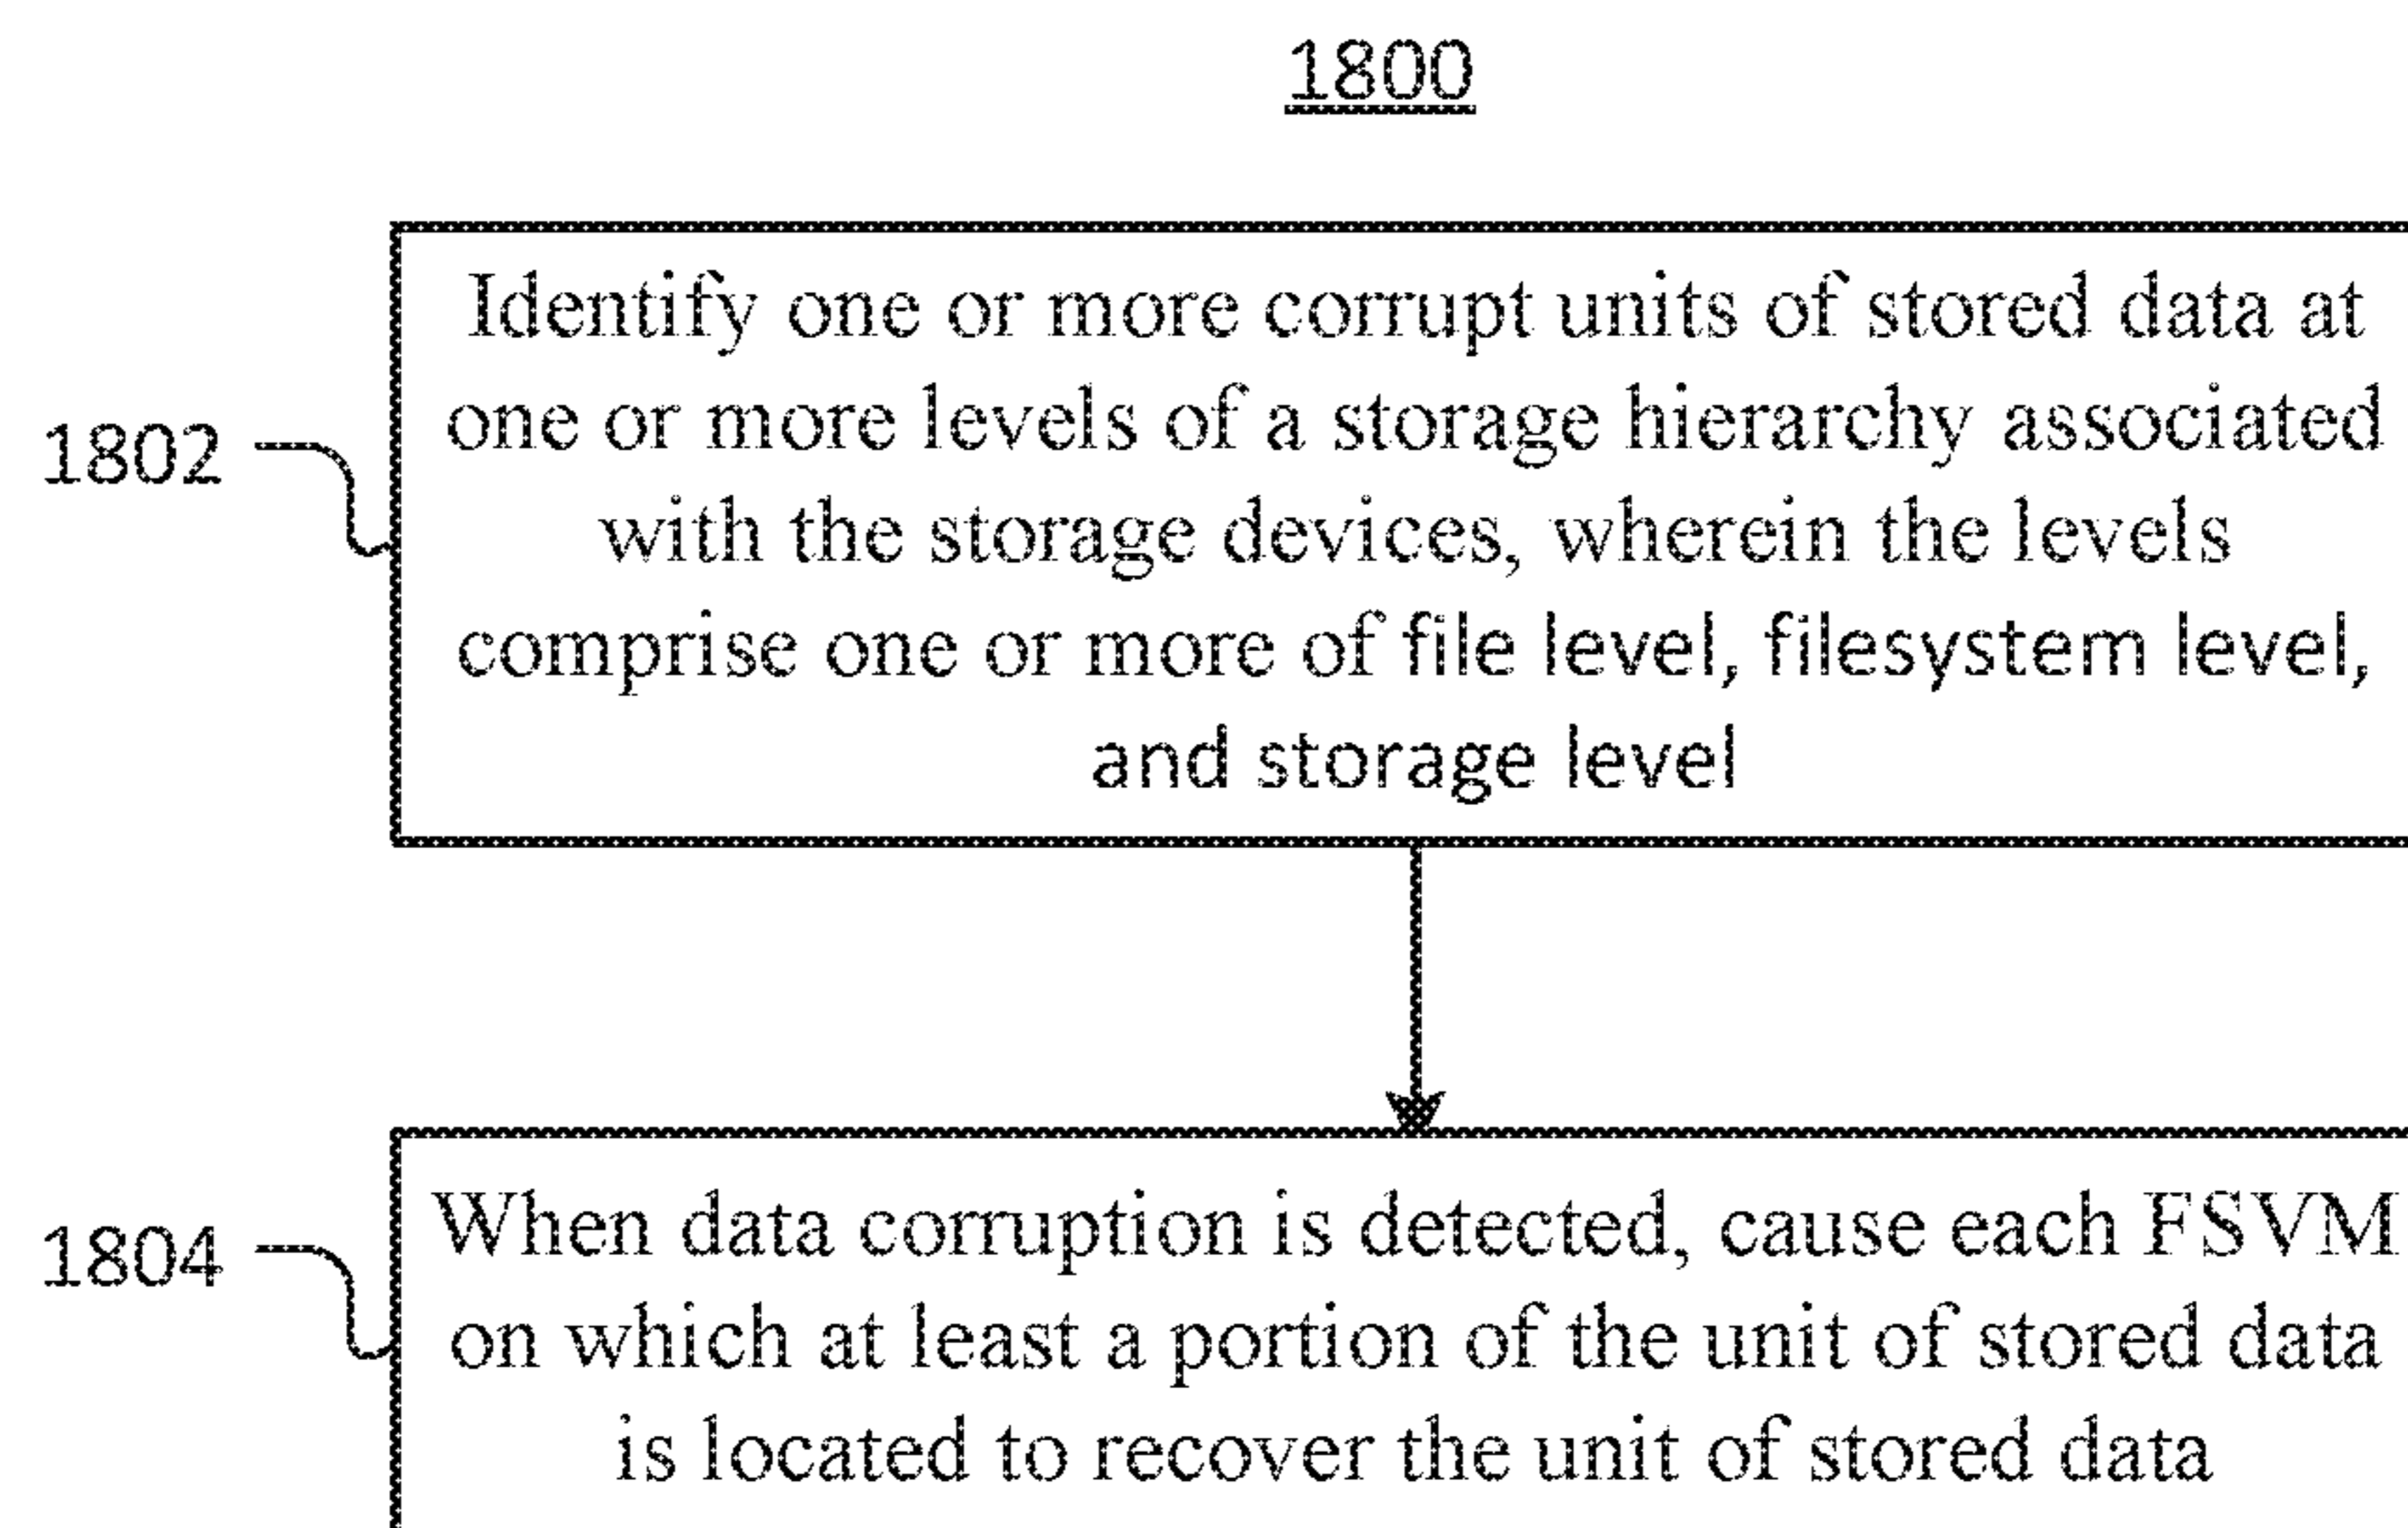 1800
Identify one or more corrupt units of stored data at
one or more levels of a storage hierarchy associated
1802
with the storage devices, wherein the levels
comprise one or more of file level, filesystem level,
and storage level
When data corruption is detected, cause each FSVM
1804
on which at least a portion of the unit of stored data
is located to recover the unit of stored data